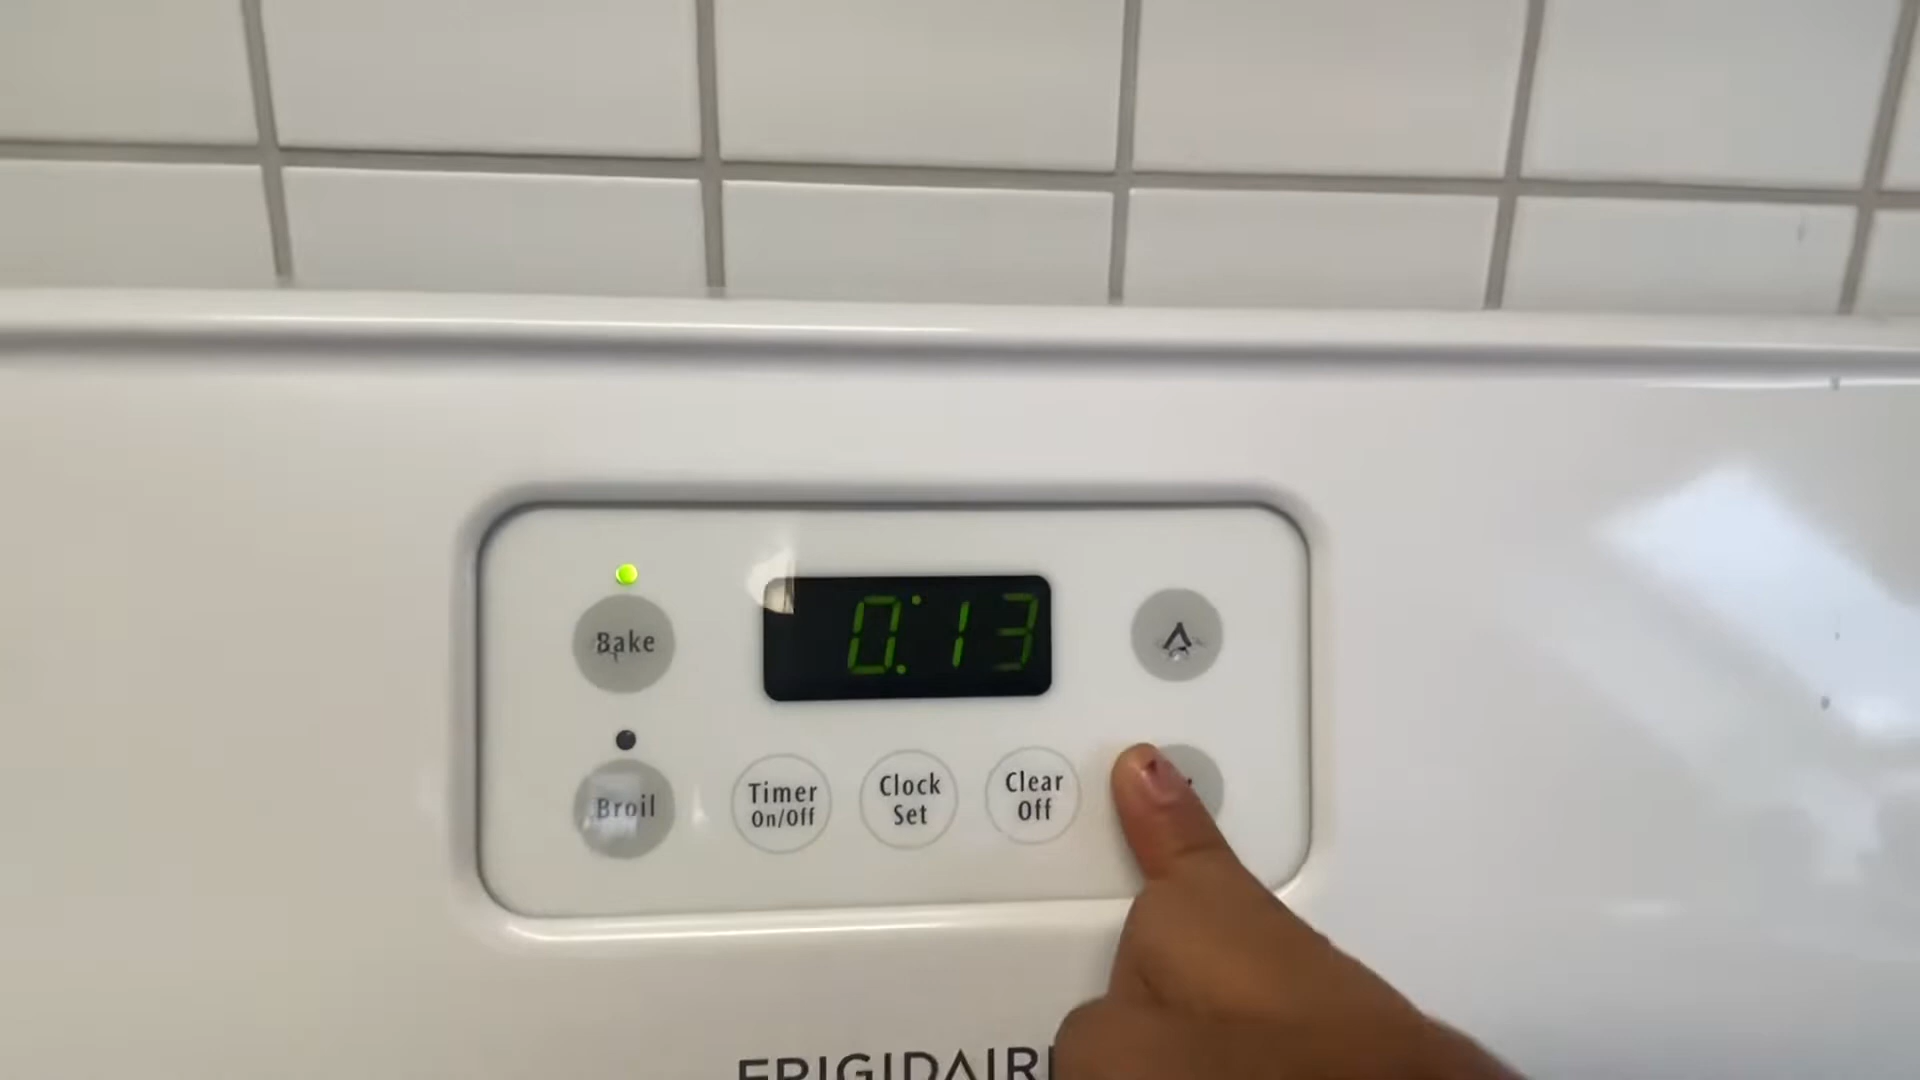 Bake
0:13
Broil
Timer
On/Off
Clock
Set
Clear
Off
FRIGIDAIR